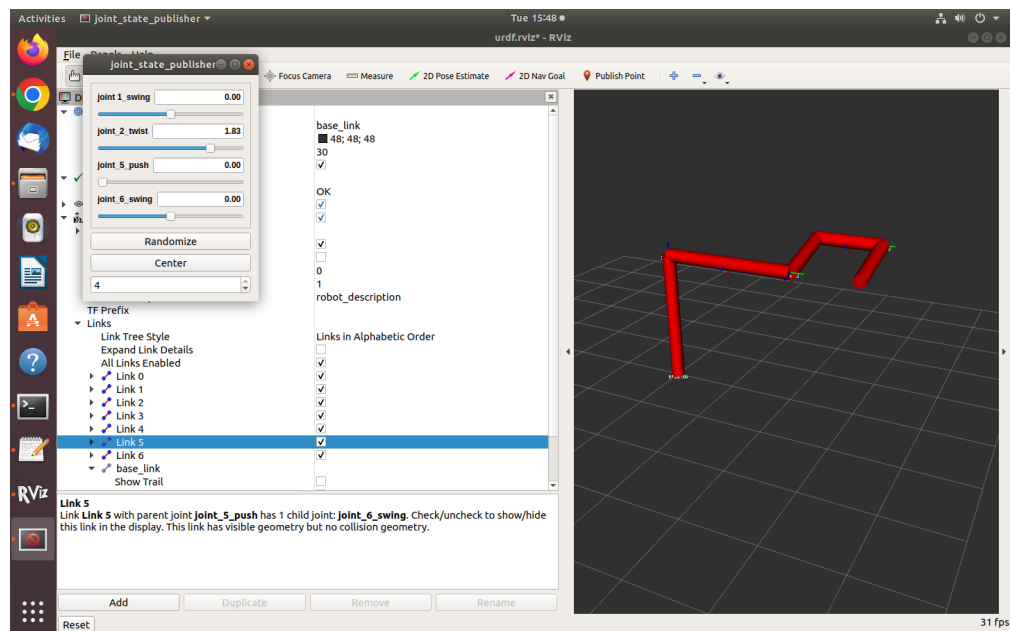 Activities
joint_state_publisher
Tue 15:48
urdf.rviz* - RViz
File Panels Help
joint_state_publisher
Focus Camera
Measure
2D Pose Estimate
2D Nav Goal
Publish Point
joint 1_swing 0.00
joint_2_twist 1.83
joint_5_push 0.00
joint_6_swing 0.00
Randomize
Center
4
D
base_link
48; 48; 48
30
OK
0
1
robot_description
TF Prefix
Links
Link Tree Style Links in Alphabetic Order
Expand Link Details
All Links Enabled
Link 0
Link 1
Link 2
Link 3
Link 4
Link 5
Link 6
base_link
Show Trail
Link 5
Link Link 5 with parent joint joint_5_push has 1 child joint: joint_6_swing. Check/uncheck to show/hide
this link in the display. This link has visible geometry but no collision geometry.
Add Duplicate Remove Rename
Reset
31 fps
RViz